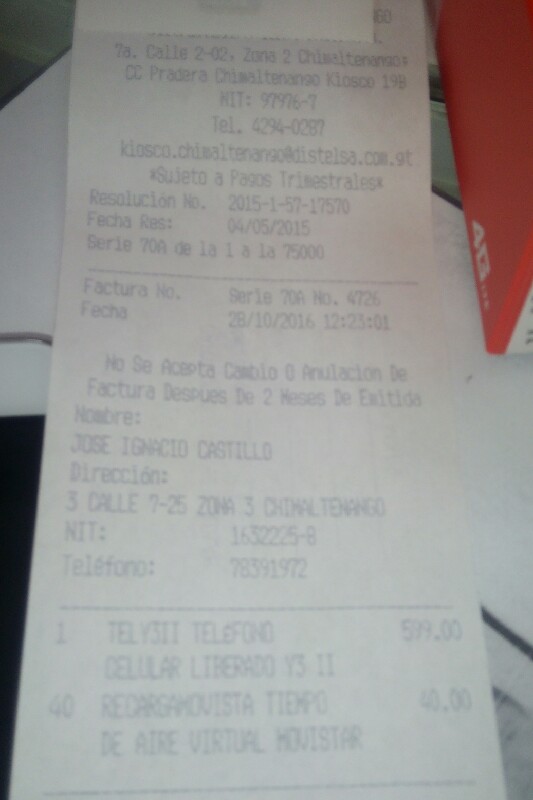 7a. Calle 2-02, Zona 2 Chimaltenango;
CC Pradera Chimaltenango Kiosco 19B
NIT: 97976-7
Tel. 4294-0287
kiosco.chimaltenango@distelsa.com.gt
*Sujeto a Pagos Trimestrales*
Resolución No. 2015-1-57-17570
Fecha Res: 04/05/2015
Serie 70A de la 1 a la 75000
Factura No. Serie 70A No. 4726
Fecha 28/10/2016 12:23:01
No Se Acepta Cambio O Anulacion De
Factura Despues De 2 Meses De Emitida
Nombre:
JOSE IGNACIO CASTILLO
Dirección:
3 CALLE 7-25 ZONA 3 CHIMALTENANGO
NIT: 1632225-8
Teléfono: 78391972
1 TELY3II TELéFONO 599.00
CELULAR LIBERADO Y3 II
40 RECARGAMOVISTA TIEMPO 40.00
DE AIRE VIRTUAL MOVISTAR